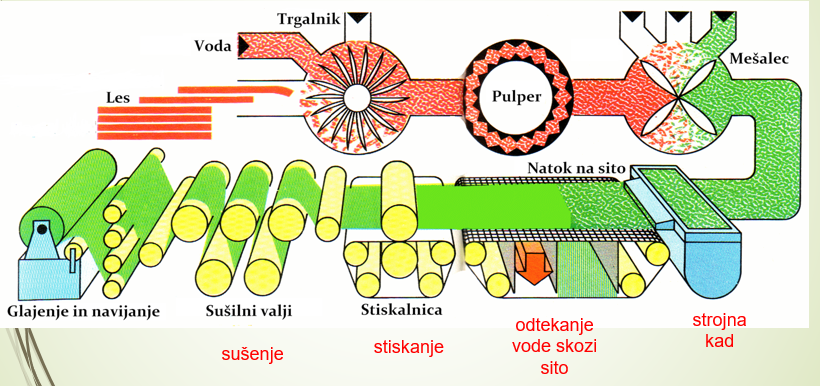 Trgalnik
Voda
Mešalec
Les
Pulper
Natok na sito
Glajenje in navijanje
Sušilni valji
Stiskalnica
sušenje
stiskanje
odtekanje
vode skozi
sito
strojna
kad